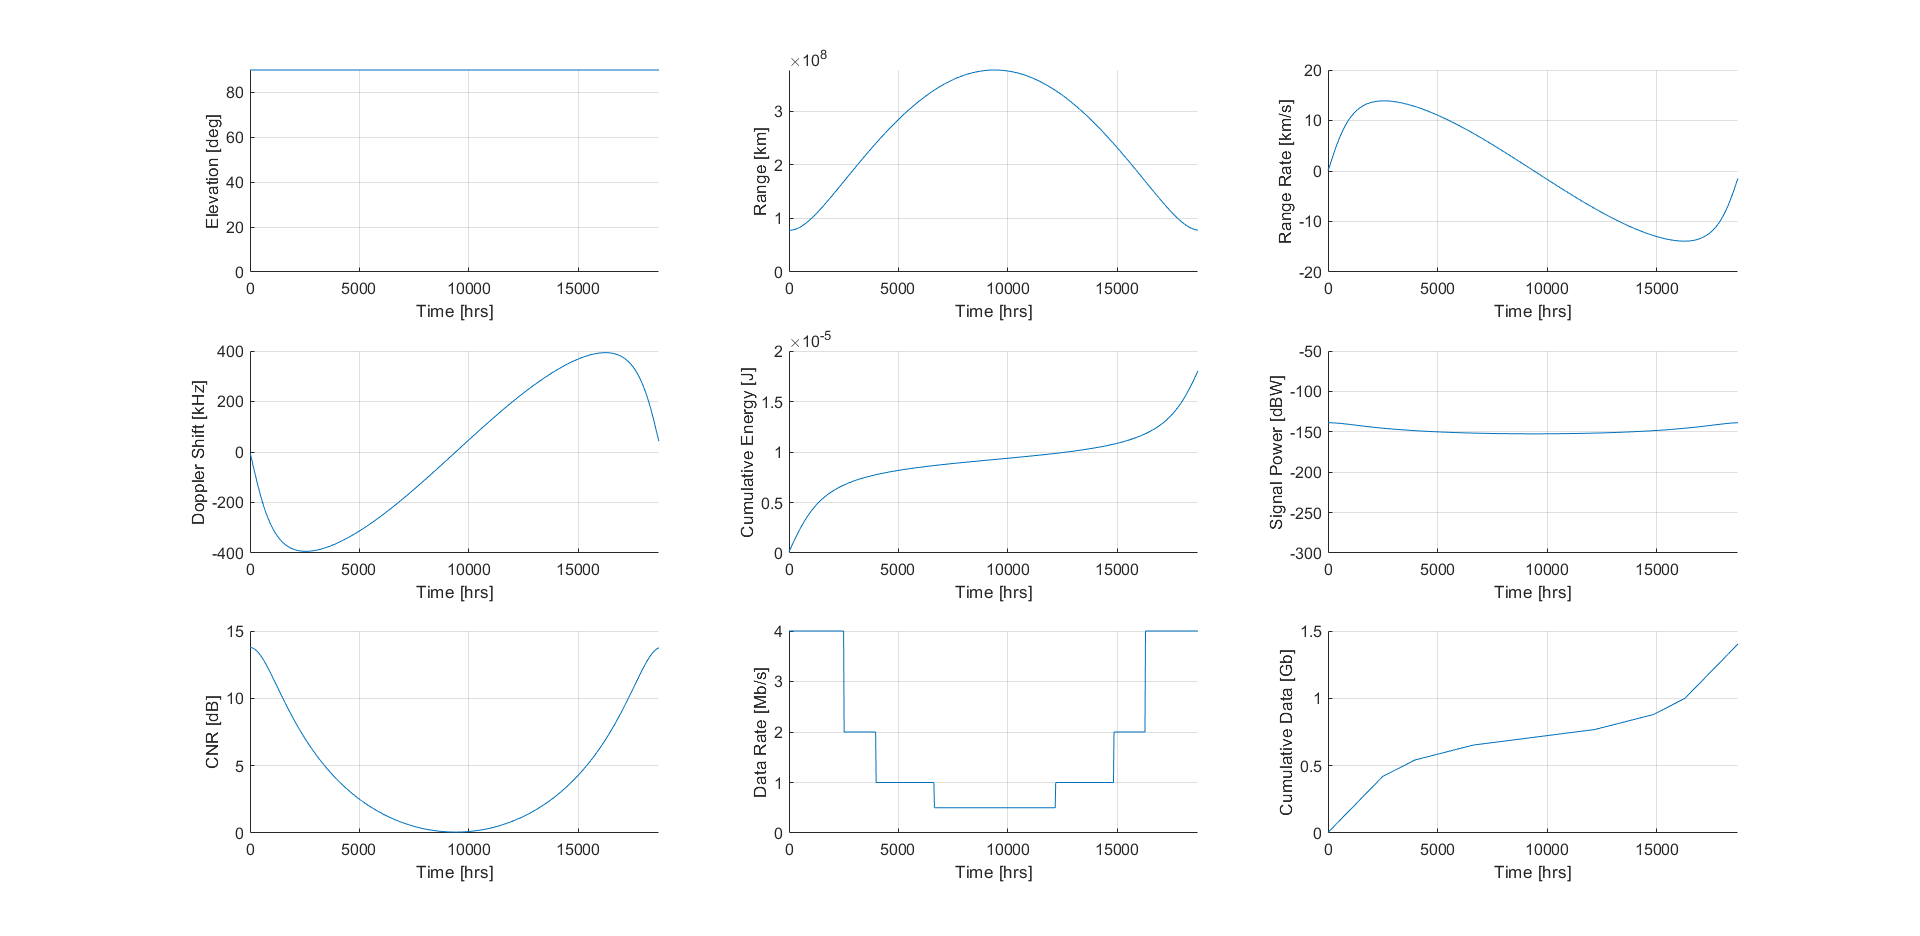 80
60
40
20
0
Elevation [deg]
0 5000 10000 15000
Time [hrs]
×10^8
3
2
1
0
Range [km]
0 5000 10000 15000
Time [hrs]
20
10
0
-10
-20
Range Rate [km/s]
0 5000 10000 15000
Time [hrs]
400
200
0
-200
-400
Doppler Shift [kHz]
0 5000 10000 15000
Time [hrs]
×10^-5
2
1.5
1
0.5
0
Cumulative Energy [J]
0 5000 10000 15000
Time [hrs]
-50
-100
-150
-200
-250
-300
Signal Power [dBW]
0 5000 10000 15000
Time [hrs]
15
10
5
0
CNR [dB]
0 5000 10000 15000
Time [hrs]
4
3
2
1
0
Data Rate [Mb/s]
0 5000 10000 15000
Time [hrs]
1.5
1
0.5
0
Cumulative Data [Gb]
0 5000 10000 15000
Time [hrs]